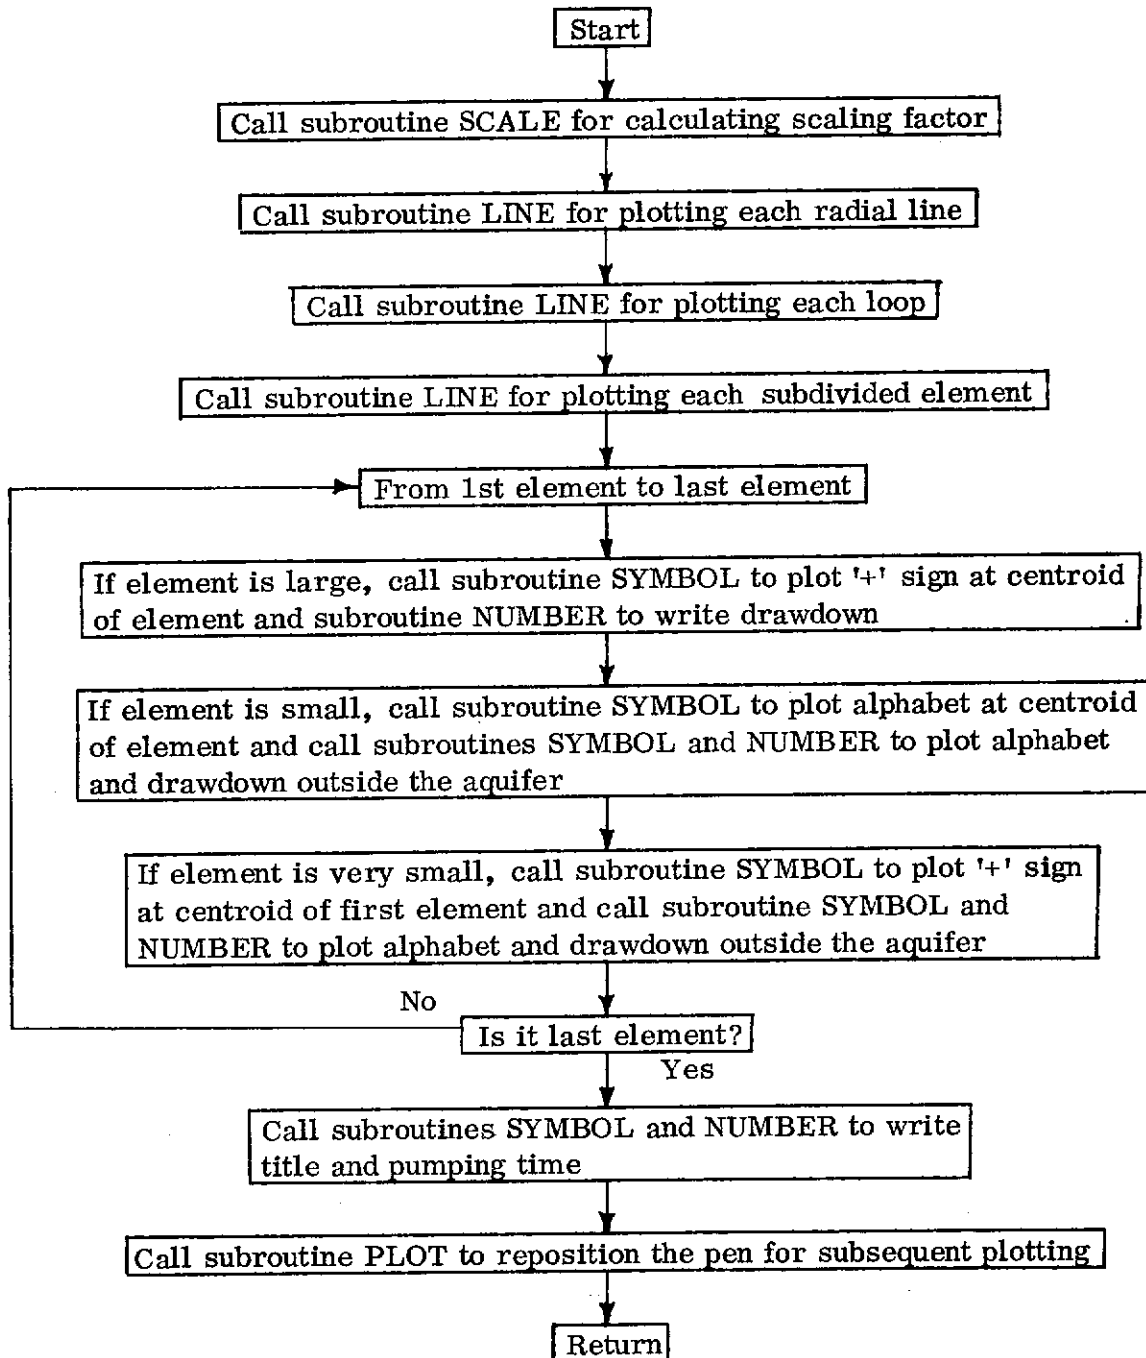 Start
Call subroutine SCALE for calculating scaling factor
Call subroutine LINE for plotting each radial line
Call subroutine LINE for plotting each loop
Call subroutine LINE for plotting each subdivided element
From 1st element to last element
If element is large, call subroutine SYMBOL to plot '+' sign at centroid
of element and subroutine NUMBER to write drawdown
If element is small, call subroutine SYMBOL to plot alphabet at centroid
of element and call subroutines SYMBOL and NUMBER to plot alphabet
and drawdown outside the aquifer
If element is very small, call subroutine SYMBOL to plot '+' sign
at centroid of first element and call subroutine SYMBOL and
NUMBER to plot alphabet and drawdown outside the aquifer
No
Is it last element?
Yes
Call subroutines SYMBOL and NUMBER to write
title and pumping time
Call subroutine PLOT to reposition the pen for subsequent plotting
Return